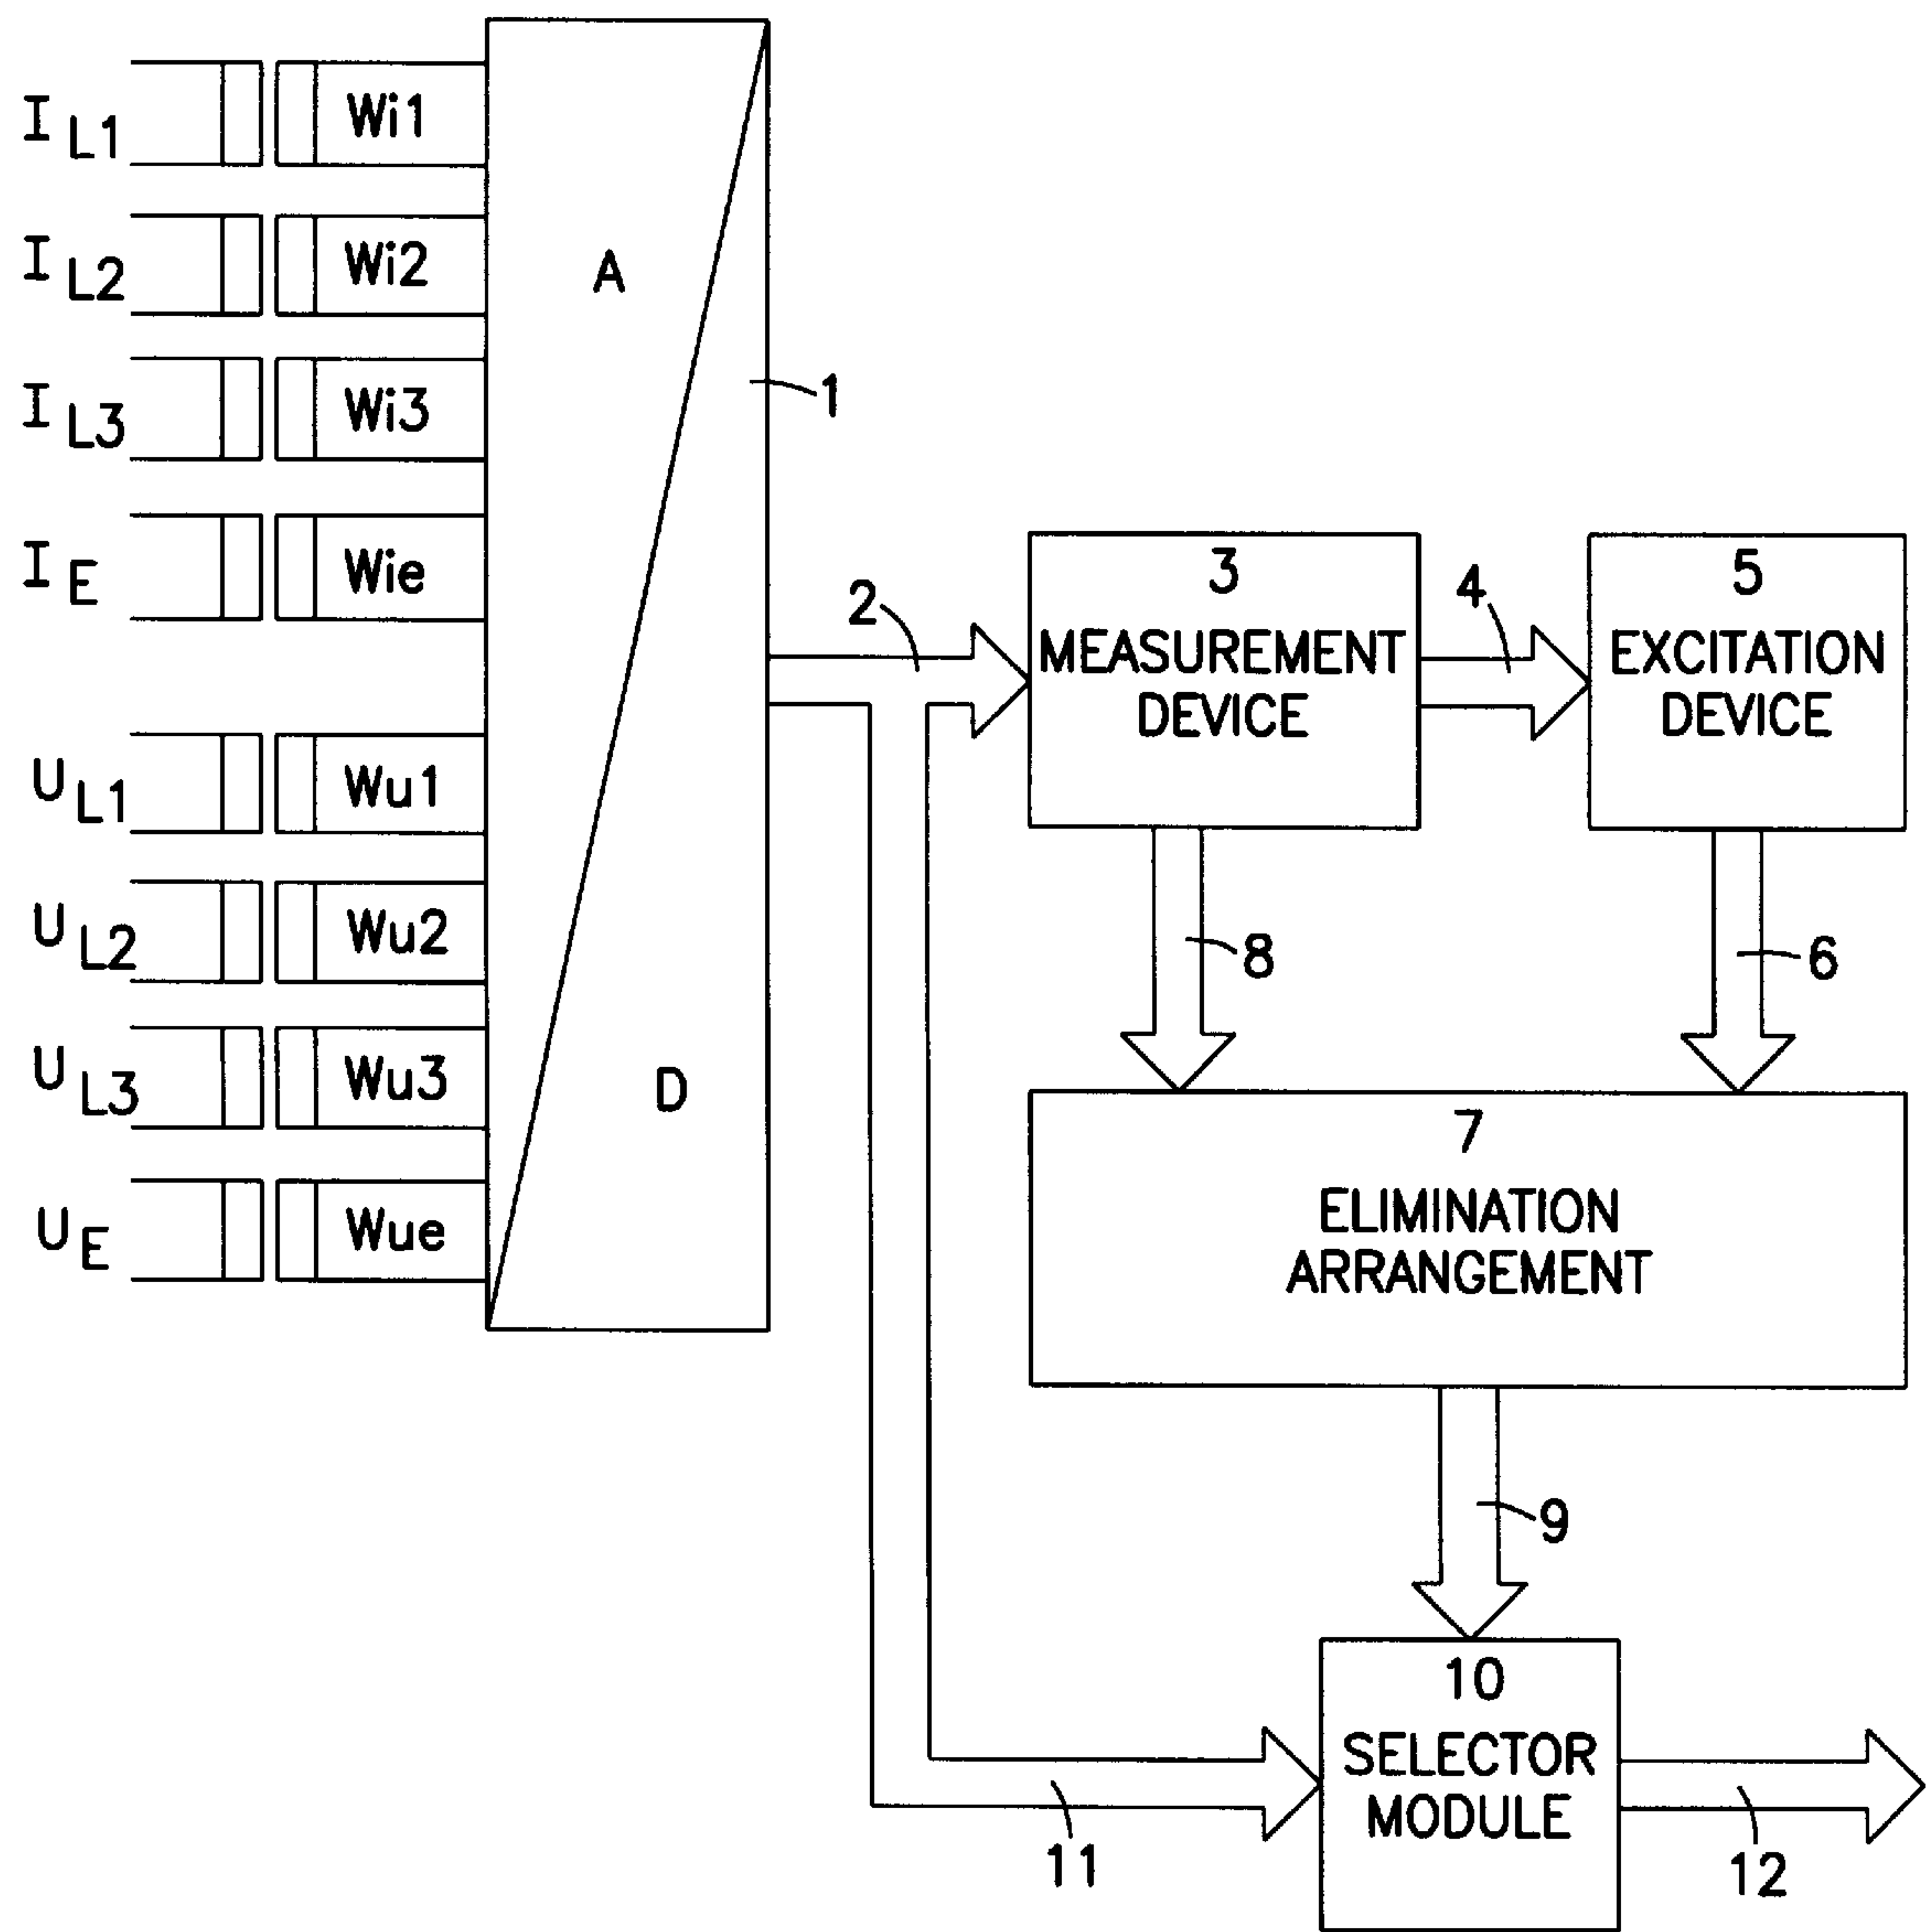 I L1
Wi1
I L2
Wi2
A
I L3
Wi3
1
I E
Wie
2
3
MEASUREMENT
DEVICE
4
5
EXCITATION
DEVICE
U L1
Wu1
U L2
Wu2
8
6
U L3
Wu3
D
7
ELIMINATION
ARRANGEMENT
U E
Wue
9
10
SELECTOR
MODULE
11
12